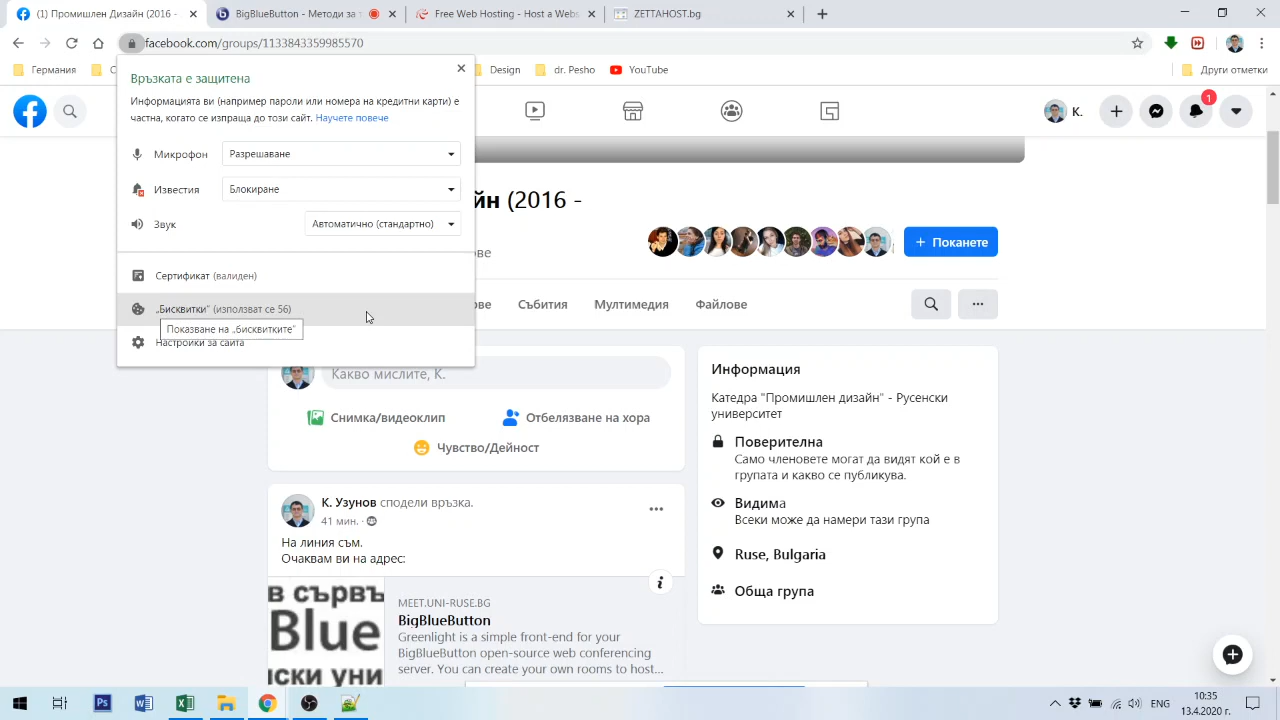 (1) Промишлен Дизайн (2016 -
BigBlueButton - Методи за т
Free Web Hosting - Host a Webs
ZETTAHOST.bg
facebook.com/groups/1133843359985570
Германия
Design
dr. Pesho
YouTube
Други отметки
Връзката е защитена
Информацията ви (например пароли или номера на кредитни карти) е
частна, когато се изпраща до този сайт. Научете повече
Микрофон
Разрешаване
Известия
Блокиране
Звук
Автоматично (стандартно)
Сертификат (валиден)
„Бисквитки“ (използват се 56)
Показване на „бисквитките“
Настройки за сайта
К.
1
йн (2016 -
ове
+ Поканете
ове
Събития
Мултимедия
Файлове
Какво мислите, К.
Снимка/видеоклип
Отбелязване на хора
Чувство/Дейност
К. Узунов сподели връзка.
41 мин. ·
На линия съм.
Очаквам ви на адрес:
в сървъ
Blue
нски уни
MEET.UNI-RUSE.BG
BigBlueButton
Greenlight is a simple front-end for your
BigBlueButton open-source web conferencing
server. You can create your own rooms to host...
Информация
Катедра "Промишлен дизайн" - Русенски
университет
Поверителна
Само членовете могат да видят кой е в
групата и какво се публикува.
Видима
Всеки може да намери тази група
Ruse, Bulgaria
Обща група
ENG
10:35
13.4.2020 г.